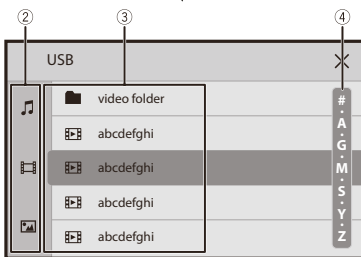 ② ③ ④
USB
video folder
abcdefghi
abcdefghi
abcdefghi
abcdefghi
#
·
A
·
G
·
M
·
S
·
Y
·
Z